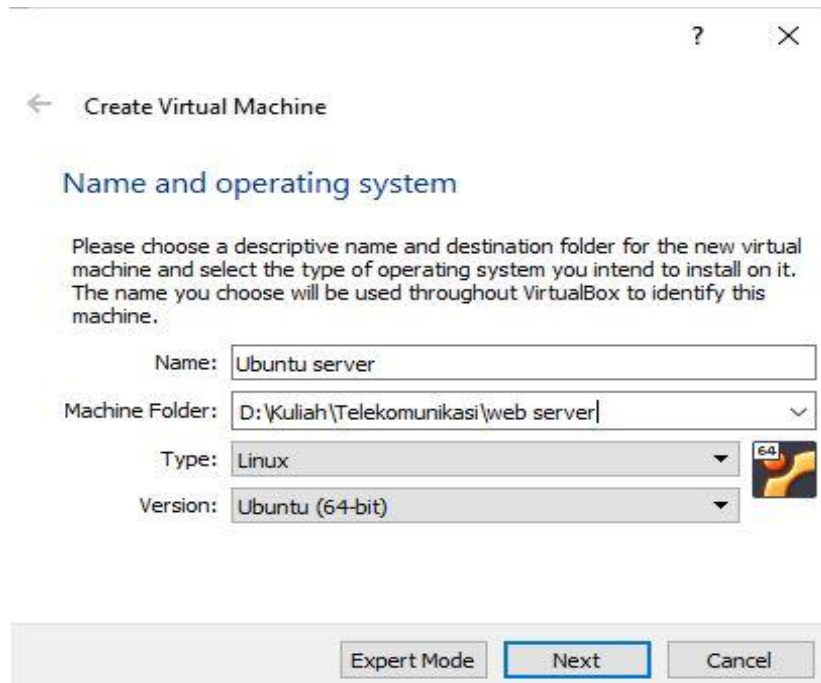 ?
Create Virtual Machine
Name and operating system
Please choose a descriptive name and destination folder for the new virtual
machine and select the type of operating system you intend to install on it.
The name you choose will be used throughout VirtualBox to identify this
machine.
Name: Ubuntu server
Machine Folder: D:\Kuliah\Telekomunikasi\web server
Type: Linux
64
Version: Ubuntu (64-bit)
Expert Mode Next Cancel